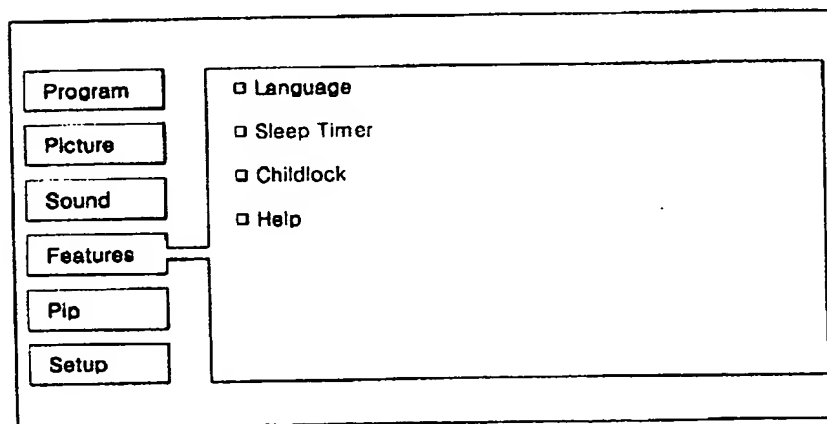 Program
Picture
Sound
Features
Pip
Setup
Language
Sleep Timer
Childlock
Help